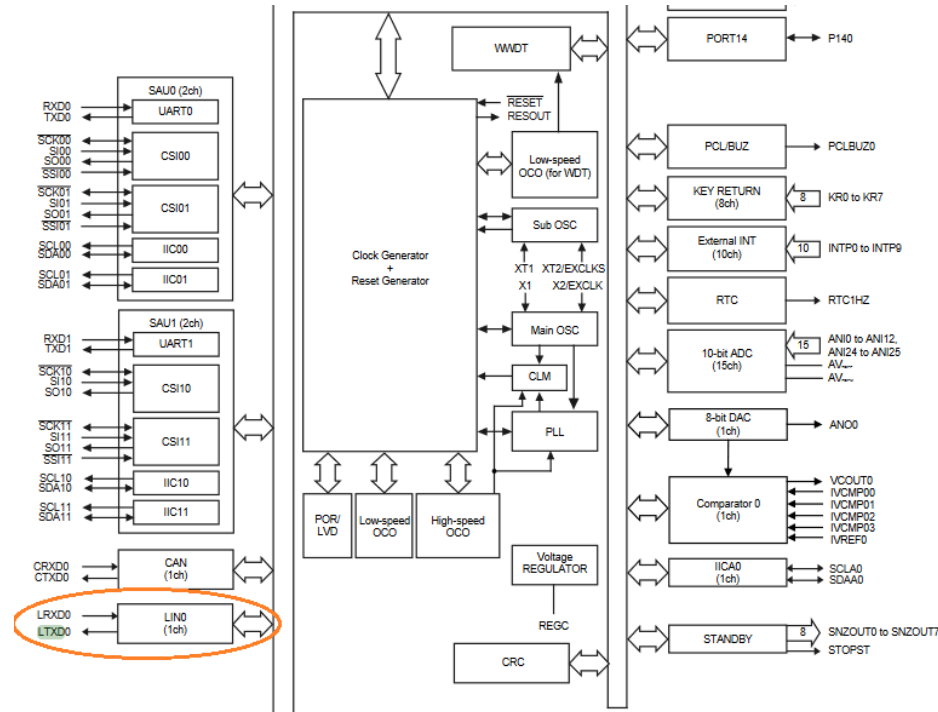 SAU0 (2ch)
RXD0
TXD0
UART0
SCK00
SI00
SO00
SSI00
CSI00
SCK01
SI01
SO01
SSI01
CSI01
SCL00
SDA00
IIC00
SCL01
SDA01
IIC01
SAU1 (2ch)
RXD1
TXD1
UART1
SCK10
SI10
SO10
CSI10
SCK11
SI11
SO11
SSI11
CSI11
SCL10
SDA10
IIC10
SCL11
SDA11
IIC11
CRXD0
CTXD0
CAN
(1ch)
LRXD0
LTXD0
LIN0
(1ch)
Clock Generator
+
Reset Generator
POR/
LVD
Low-speed
OCO
High-speed
OCO
WWDT
RESET
RESOUT
Low-speed
OCO (for WDT)
Sub OSC
XT1 XT2/EXCLKS
X1 X2/EXCLK
Main OSC
CLM
PLL
Voltage
REGULATOR
REGC
CRC
PORT14
P140
PCL/BUZ
PCLBUZ0
KEY RETURN
(8ch)
8
KR0 to KR7
External INT
(10ch)
10
INTP0 to INTP9
RTC
RTC1HZ
10-bit ADC
(15ch)
15
ANI0 to ANI12,
ANI24 to ANI25
8-bit DAC
(1ch)
ANO0
Comparator 0
(1ch)
VCOUT0
IVCMP00
IVCMP01
IVCMP02
IVCMP03
IVREF0
IICA0
(1ch)
SCLA0
SDAA0
STANDBY
8
SNZOUT0 to SNZOUT7
STOPST